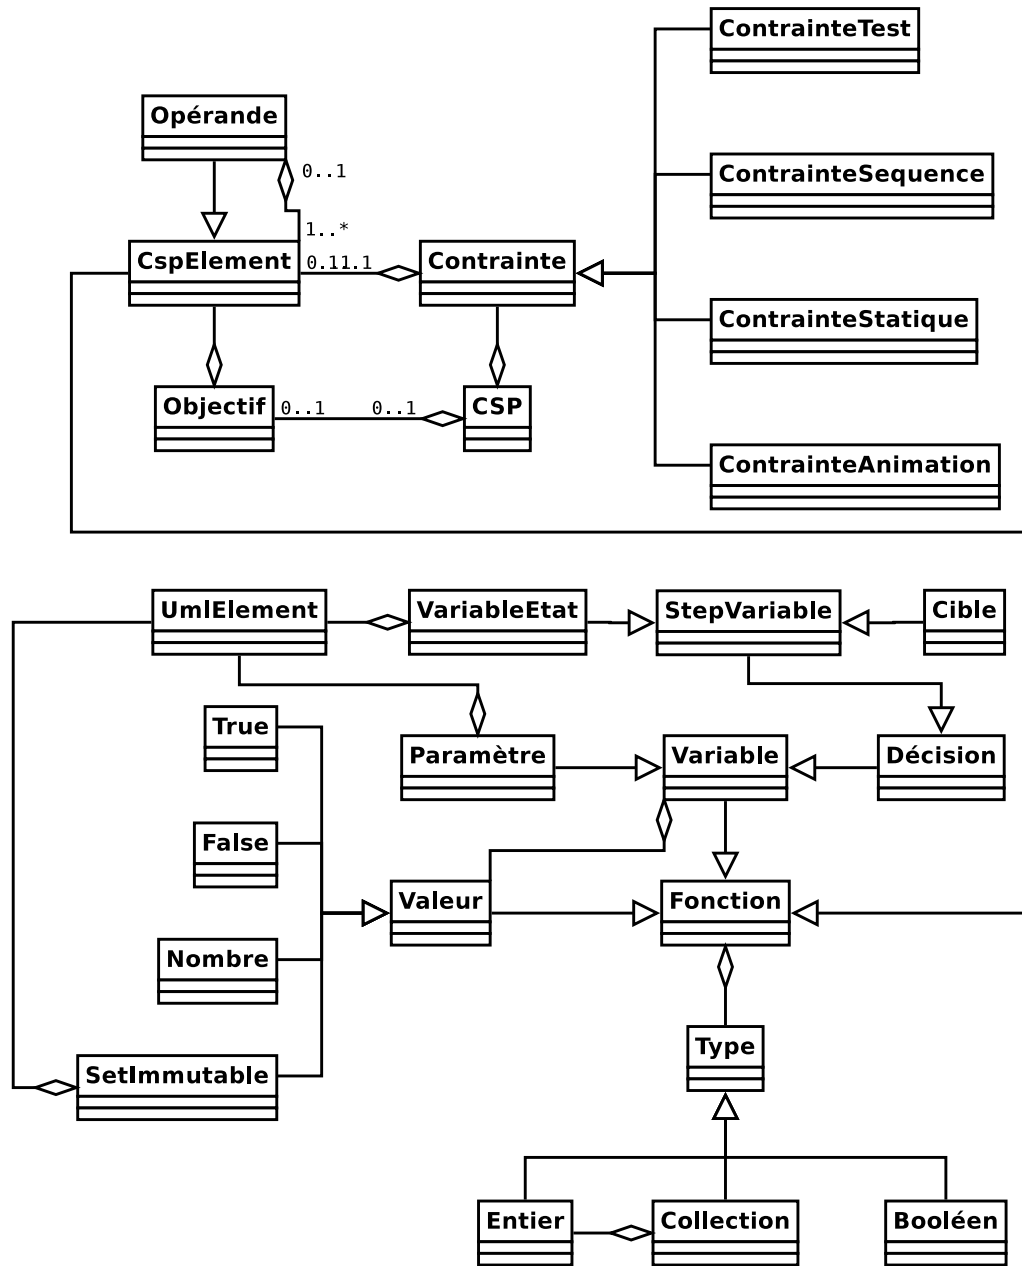 ContrainteTest
Opérande
0..1
ContrainteSequence
1..*
CspElement
0.11.1
Contrainte
ContrainteStatique
Objectif
0..1
0..1
CSP
ContrainteAnimation
UmlElement
VariableEtat
StepVariable
Cible
True
Paramètre
Variable
Décision
False
Valeur
Fonction
Nombre
Type
SetImmutable
Entier
Collection
Booléen